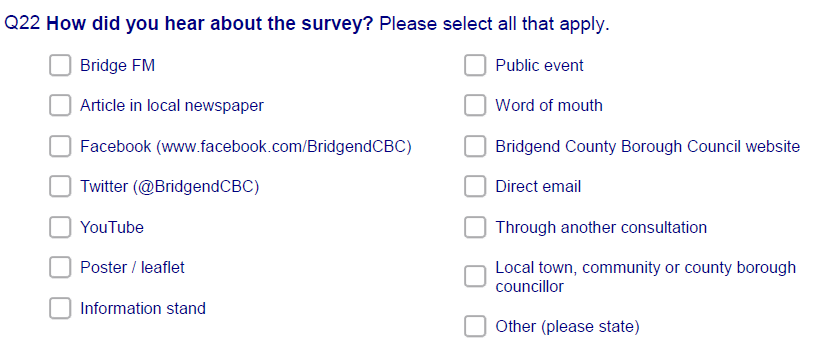 Q22 How did you hear about the survey? Please select all that apply.
Bridge FM
Article in local newspaper
Facebook (www.facebook.com/BridgendCBC)
Twitter (@BridgendCBC)
YouTube
Poster / leaflet
Information stand
Public event
Word of mouth
Bridgend County Borough Council website
Direct email
Through another consultation
Local town, community or county borough
councillor
Other (please state)